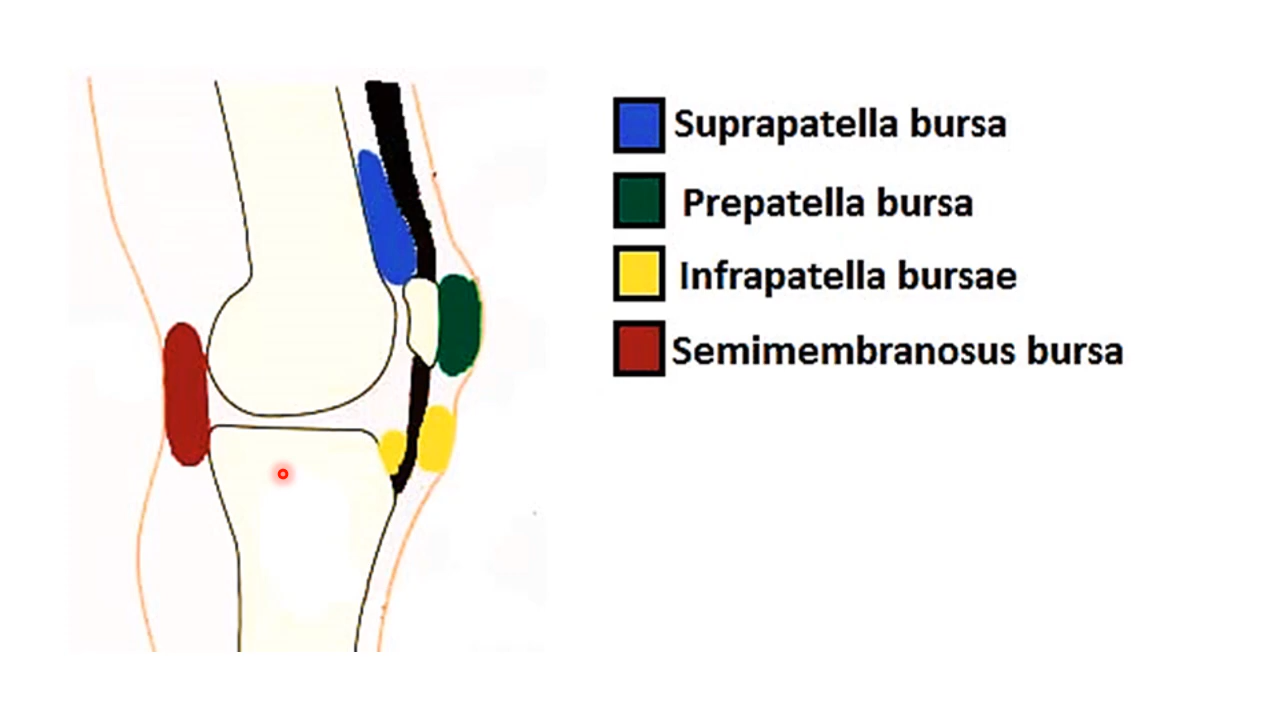 Suprapatella bursa
Prepatella bursa
Infrapatella bursae
Semimembranosus bursa